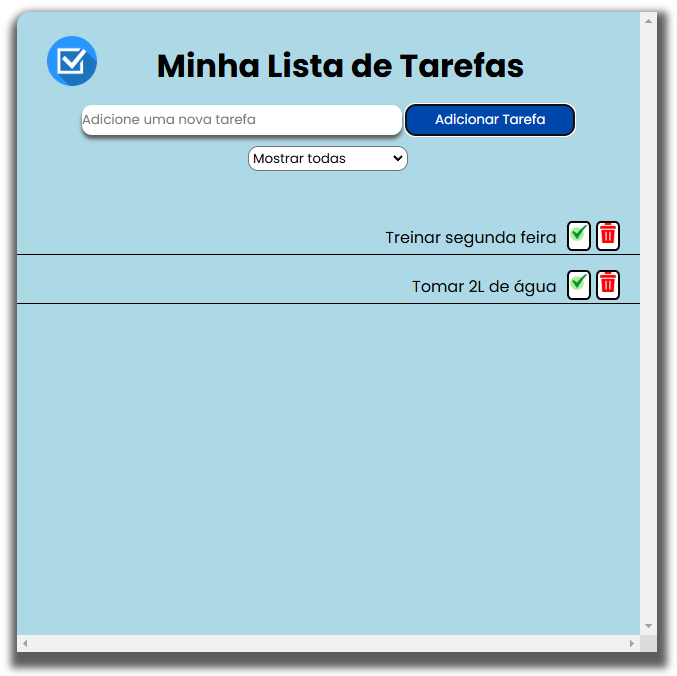 Minha Lista de Tarefas
Adicione uma nova tarefa
Adicionar Tarefa
Mostrar todas
Treinar segunda feira
Tomar 2L de água